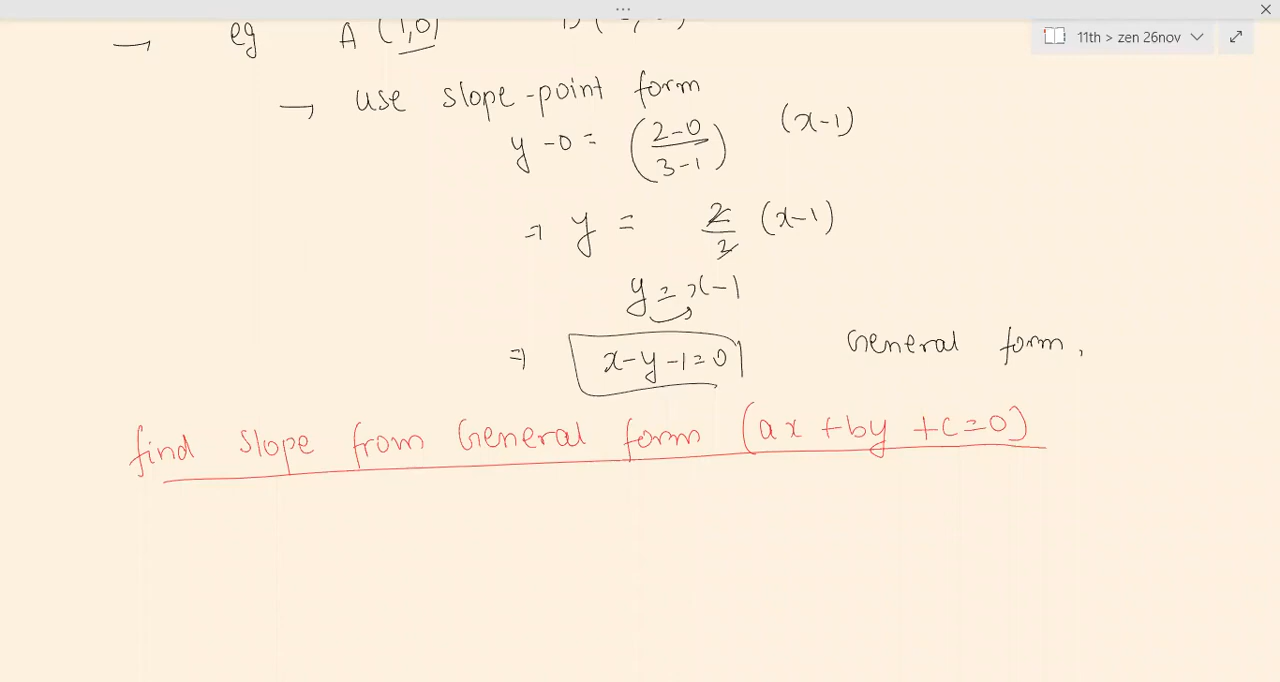 11th > zen 26nov
→ eg A (1,0)
→ use slope-point form
y-0 = (2-0/3-1) (x-1)
⇒ y = 2/2 (x-1)
y = x-1
⇒ x-y-1=0 General form.
find slope from General form (ax+by+c=0)